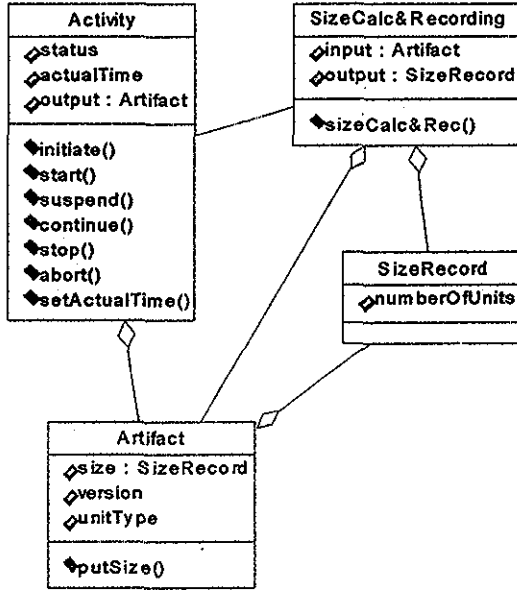 Activity
status
actualTime
output : Artifact
initiate()
start()
suspend()
continue()
stop()
abort()
setActualTime()
SizeCalc&Recording
input : Artifact
output : SizeRecord
sizeCalc&Rec()
SizeRecord
numberOfUnits
Artifact
size : SizeRecord
version
unitType
putSize()